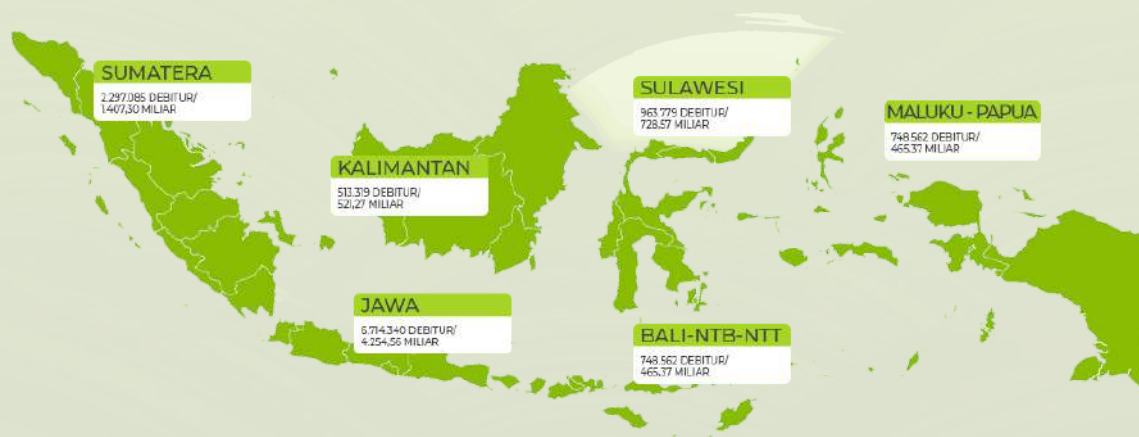 SUMATERA
2.297.085 DEBITUR/
1.407,30 MILIAR
SULAWESI
963.779 DEBITUR/
728,57 MILIAR
MALUKU - PAPUA
748.562 DEBITUR/
465,37 MILIAR
KALIMANTAN
513.319 DEBITUR/
521,27 MILIAR
JAWA
6.714.340 DEBITUR/
4.254,56 MILIAR
BALI-NTB-NTT
748.562 DEBITUR/
465,37 MILIAR